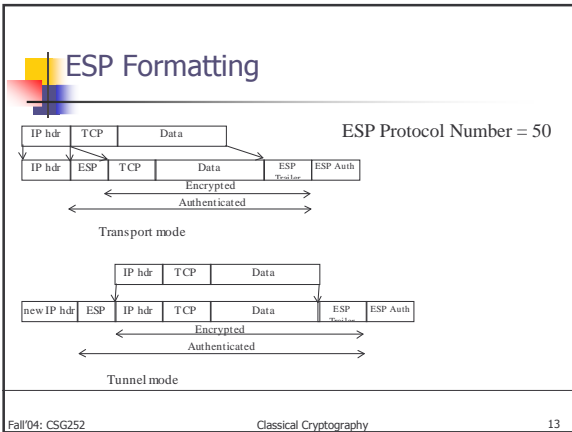 ESP Formatting
IP hdr TCP Data
ESP Protocol Number = 50
IP hdr ESP TCP Data ESP Trailer ESP Auth
Encrypted
Authenticated
Transport mode
IP hdr TCP Data
new IP hdr ESP IP hdr TCP Data ESP Trailer ESP Auth
Encrypted
Authenticated
Tunnel mode
Fall'04: CSG252 Classical Cryptography 13